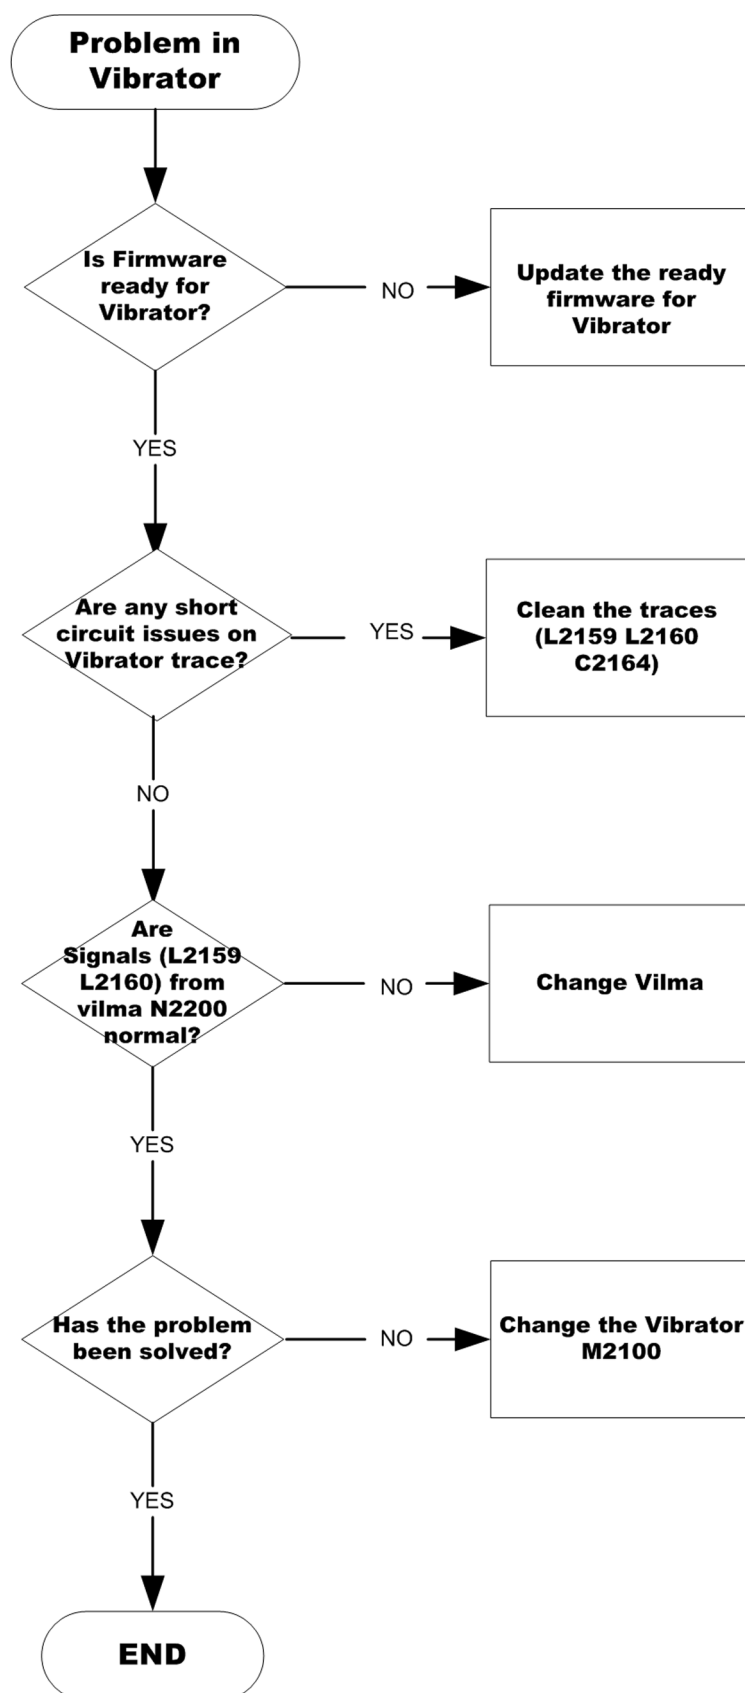 Problem in
Vibrator
Is Firmware
ready for
Vibrator?
NO
Update the ready
firmware for
Vibrator
YES
Are any short
circuit issues on
Vibrator trace?
YES
Clean the traces
(L2159 L2160
C2164)
NO
Are
Signals (L2159
L2160) from
vilma N2200
normal?
NO
Change Vilma
YES
Has the problem
been solved?
NO
Change the Vibrator
M2100
YES
END